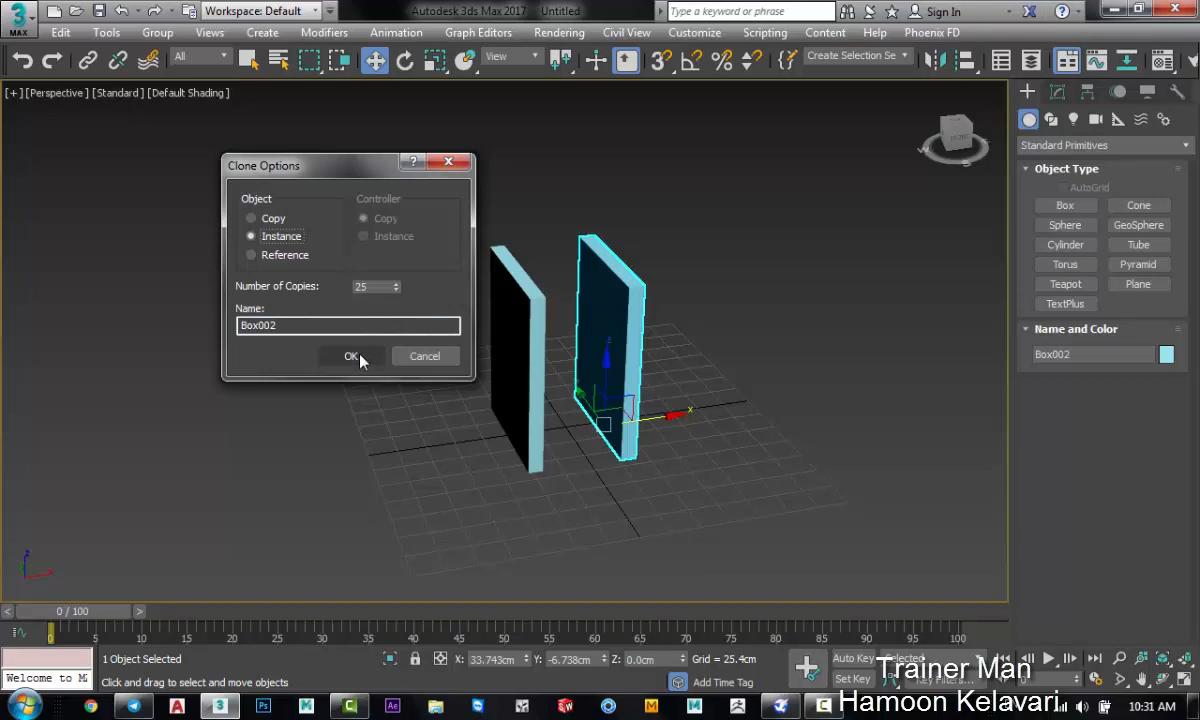 3
MAX
Workspace: Default
Autodesk 3ds Max 2017 Untitled
Type a keyword or phrase
Sign In
Edit Tools Group Views Create Modifiers Animation Graph Editors Rendering Civil View Customize Scripting Content Help Phoenix FD
All
View
Create Selection Se
[+] [Perspective] [Standard] [Default Shading]
Clone Options
Object
Copy
Instance
Reference
Controller
Copy
Instance
Number of Copies: 25
Name:
Box002
OK Cancel
x
z
x
Standard Primitives
Object Type
AutoGrid
Box Cone
Sphere GeoSphere
Cylinder Tube
Torus Pyramid
Teapot Plane
TextPlus
Name and Color
Box002
0 / 100
0 5 10 15 20 25 30 35 40 45 50 55 60 65 70 75 80 85 90 95 100
1 Object Selected
X: 33.743cm Y: -6.738cm Z: 0.0cm Grid = 25.4cm
Auto Key Selected
Welcome to Ma
Click and drag to select and move objects
Add Time Tag
Set Key Key Filters...
Trainer Man
Hamoon Kelavari
10:31 AM